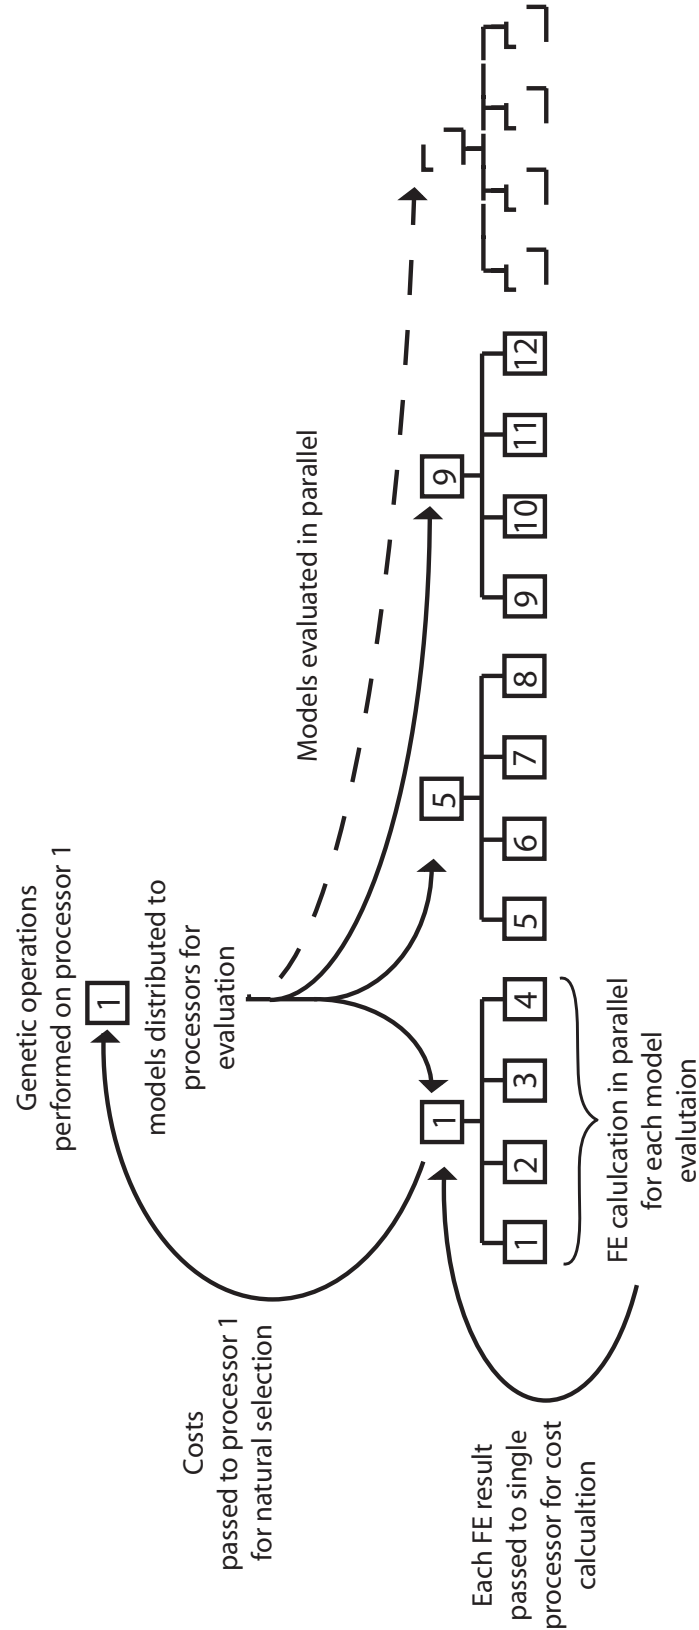 Genetic operations
performed on processor 1
1
models distributed to
processors for
evaluation
Costs
passed to processor 1
for natural selection
Models evaluated in parallel
1
5
9
1
2
3
4
5
6
7
8
9
10
11
12
Each FE result
passed to single
processor for cost
calcualtion
FE calulcation in parallel
for each model
evalutaion